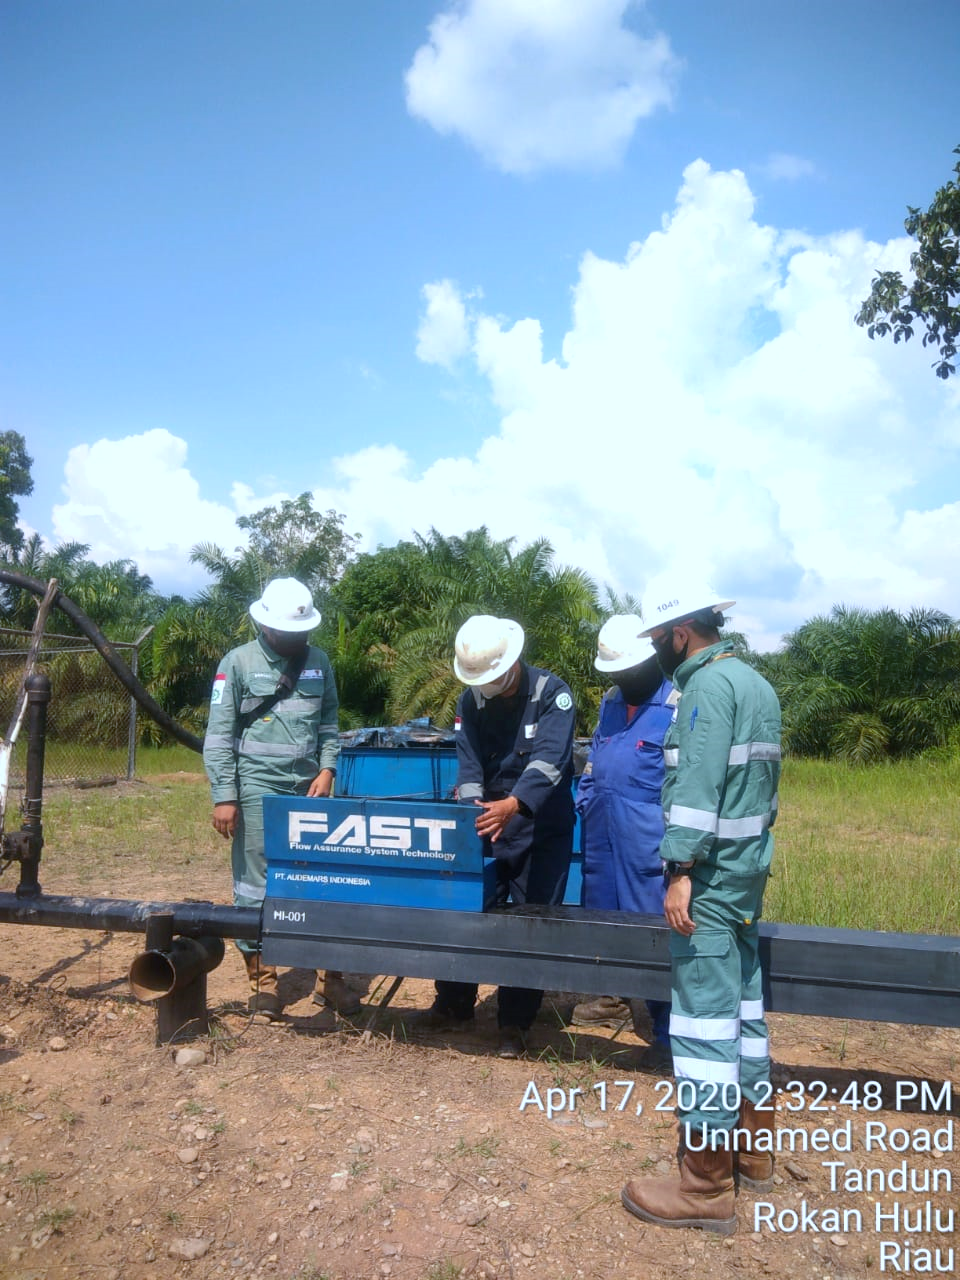 1049
FAST
Flow Assurance System Technology
PT. AUDEMARS INDONESIA
HI-001
Apr 17, 2020 2:32:48 PM
Unnamed Road
Tandun
Rokan Hulu
Riau